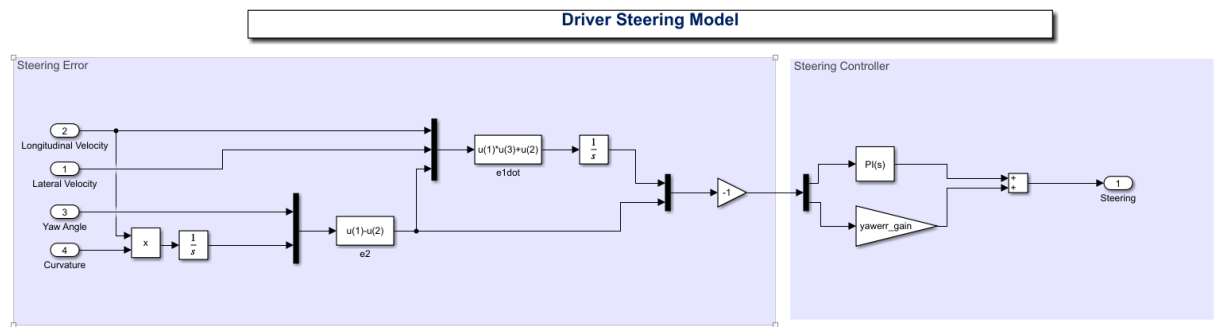 Driver Steering Model
Steering Error
2
Longitudinal Velocity
1
Lateral Velocity
3
Yaw Angle
4
Curvature
x
1
s
u(1)-u(2)
e2
u(1)*u(3)+u(2)
e1dot
1
s
-1
Steering Controller
PI(s)
yawerr_gain
+
+
1
Steering